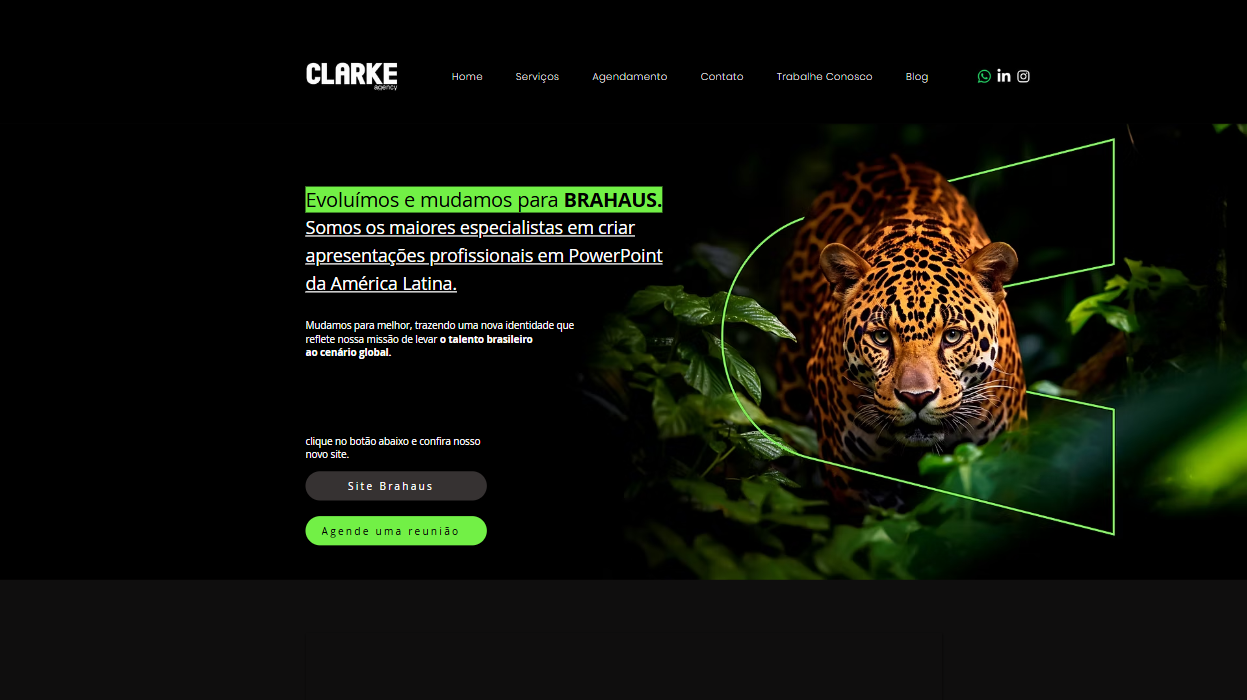 CLARKE
agency
Home
Serviços
Agendamento
Contato
Trabalhe Conosco
Blog
Evoluímos e mudamos para BRAHAUS.
Somos os maiores especialistas em criar
apresentações profissionais em PowerPoint
da América Latina.
Mudamos para melhor, trazendo uma nova identidade que
reflete nossa missão de levar o talento brasileiro
ao cenário global.
clique no botão abaixo e confira nosso
novo site.
Site Brahaus
Agende uma reunião